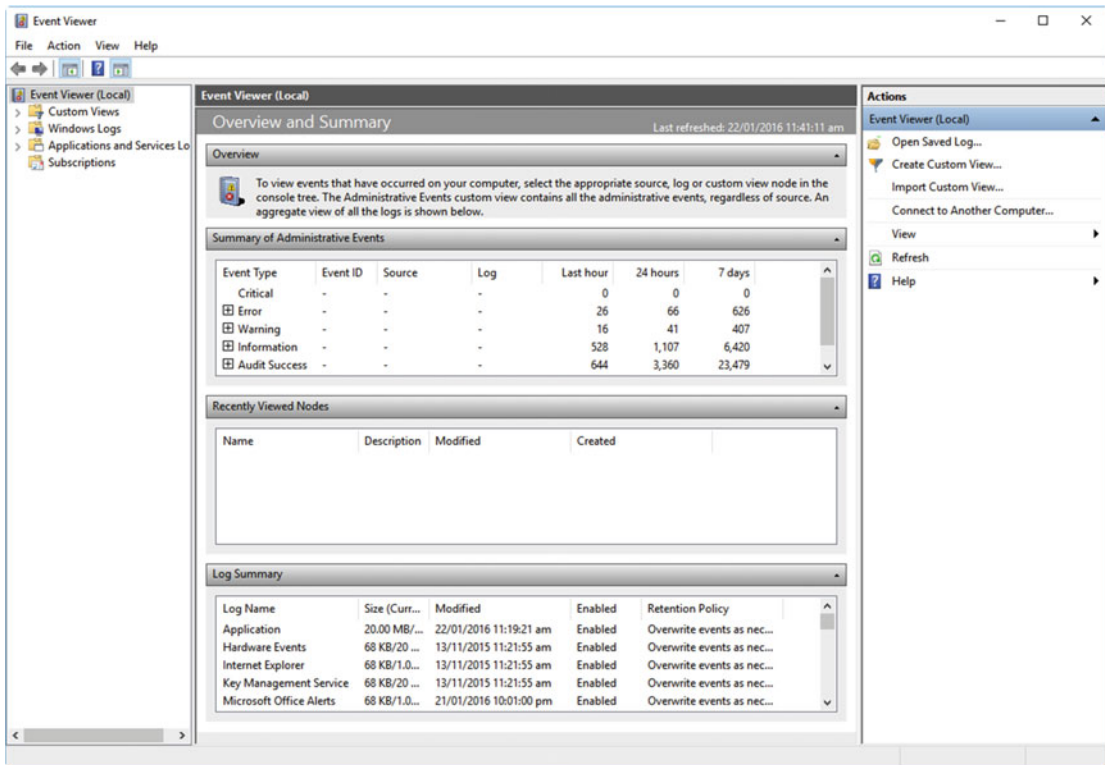 Event Viewer
File Action View Help
Event Viewer (Local)
Custom Views
Windows Logs
Applications and Services Lo
Subscriptions
Event Viewer (Local)
Overview and Summary
Last refreshed: 22/01/2016 11:41:11 am
Overview
To view events that have occurred on your computer, select the appropriate source, log or custom view node in the
console tree. The Administrative Events custom view contains all the administrative events, regardless of source. An
aggregate view of all the logs is shown below.
Summary of Administrative Events
Event Type Event ID Source Log Last hour 24 hours 7 days
Critical - - - 0 0 0
Error - - - 26 66 626
Warning - - - 16 41 407
Information - - - 528 1,107 6,420
Audit Success - - - 644 3,360 23,479
Recently Viewed Nodes
Name Description Modified Created
Log Summary
Log Name Size (Curr... Modified Enabled Retention Policy
Application 20.00 MB/... 22/01/2016 11:19:21 am Enabled Overwrite events as nec...
Hardware Events 68 KB/20 ... 13/11/2015 11:21:55 am Enabled Overwrite events as nec...
Internet Explorer 68 KB/1.0... 13/11/2015 11:21:55 am Enabled Overwrite events as nec...
Key Management Service 68 KB/20 ... 13/11/2015 11:21:55 am Enabled Overwrite events as nec...
Microsoft Office Alerts 68 KB/1.0... 21/01/2016 10:01:00 pm Enabled Overwrite events as nec...
Actions
Event Viewer (Local)
Open Saved Log...
Create Custom View...
Import Custom View...
Connect to Another Computer...
View
Refresh
Help